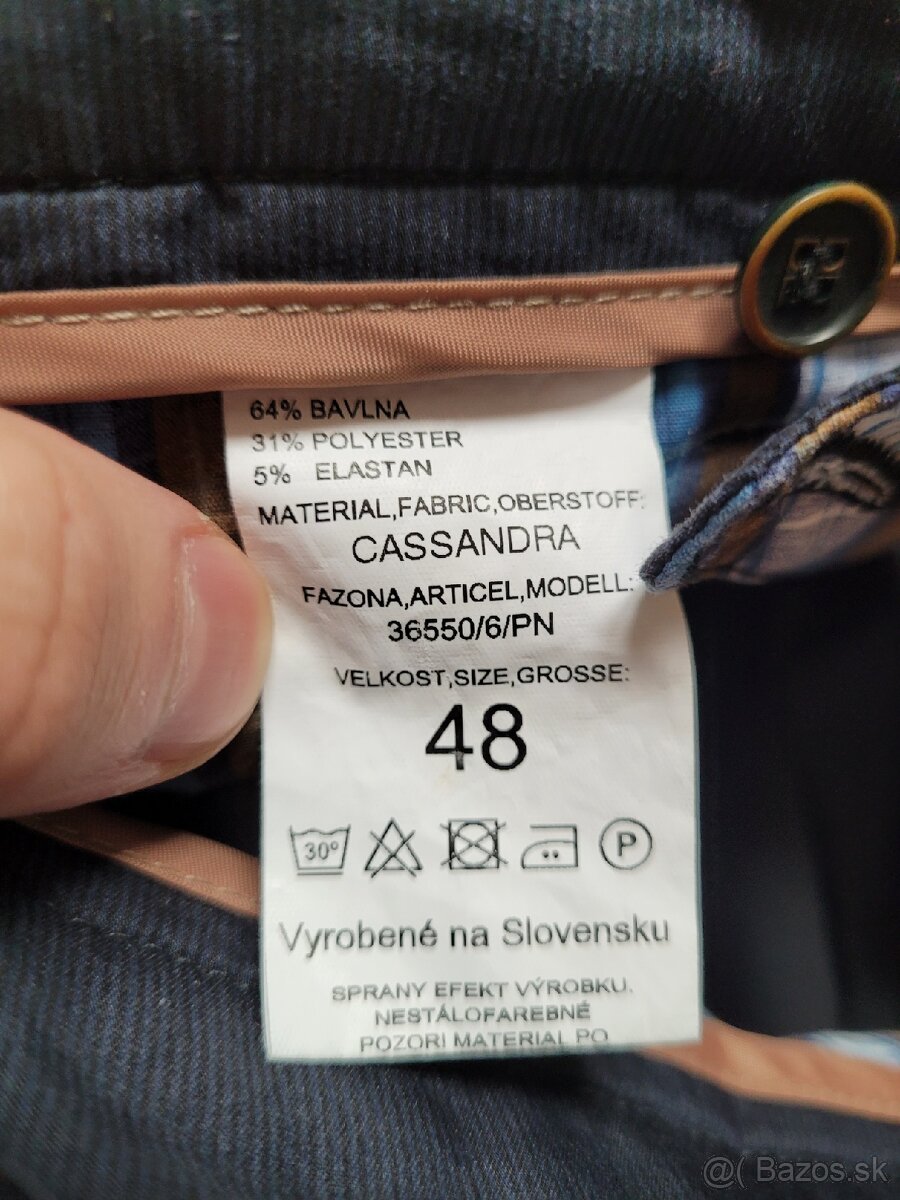 64% BAVLNA
31% POLYESTER
5% ELASTAN
MATERIAL,FABRIC,OBERSTOFF:
CASSANDRA
FAZONA,ARTICEL,MODELL:
36550/6/PN
VELKOST,SIZE,GROSSE:
48
30° P
Vyrobené na Slovensku
SPRANY EFEKT VÝROBKU.
NESTÁLOFAREBNÉ
POZOR! MATERIAL PO
@( Bazos.sk